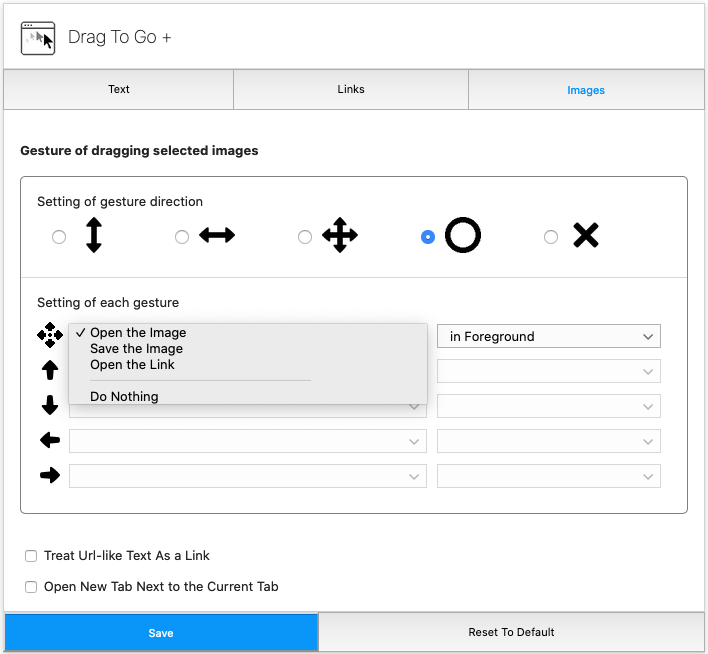 Drag To Go +
Text
Links
Images
Gesture of dragging selected images
Setting of gesture direction
Setting of each gesture
✓ Open the Image
in Foreground
Save the Image
Open the Link
Do Nothing
Treat Url-like Text As a Link
Open New Tab Next to the Current Tab
Save
Reset To Default